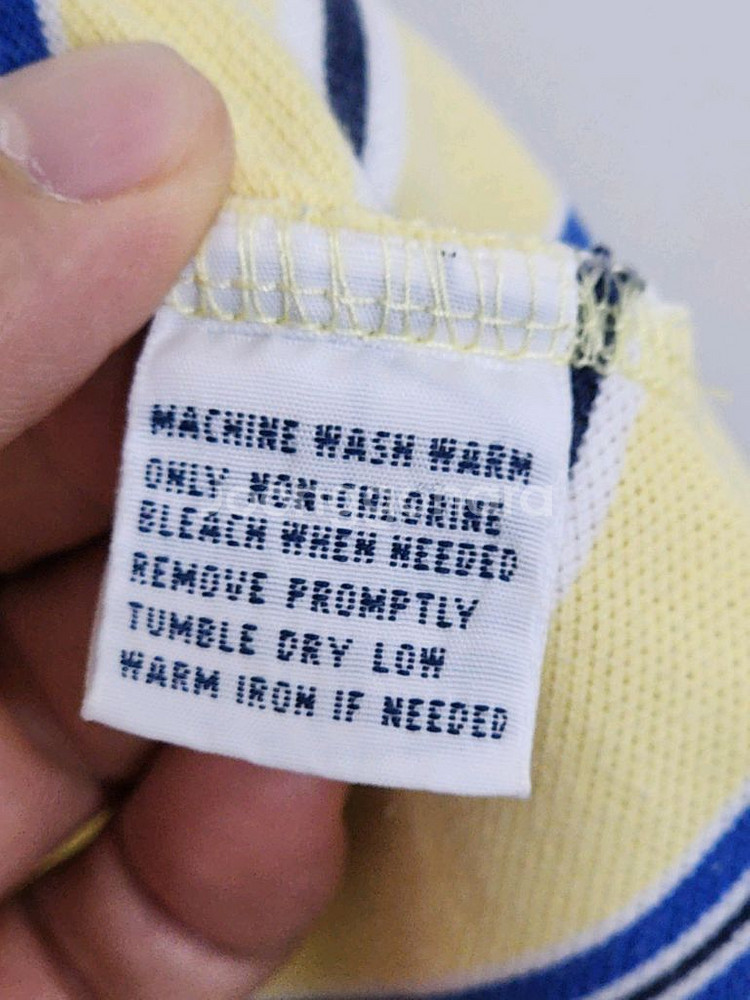 MACHINE WASH WARM
ONLY NON-CHLORINE
BLEACH WHEN NEEDED
REMOVE PROMPTLY
TUMBLE DRY LOW
WARM IRON IF NEEDED